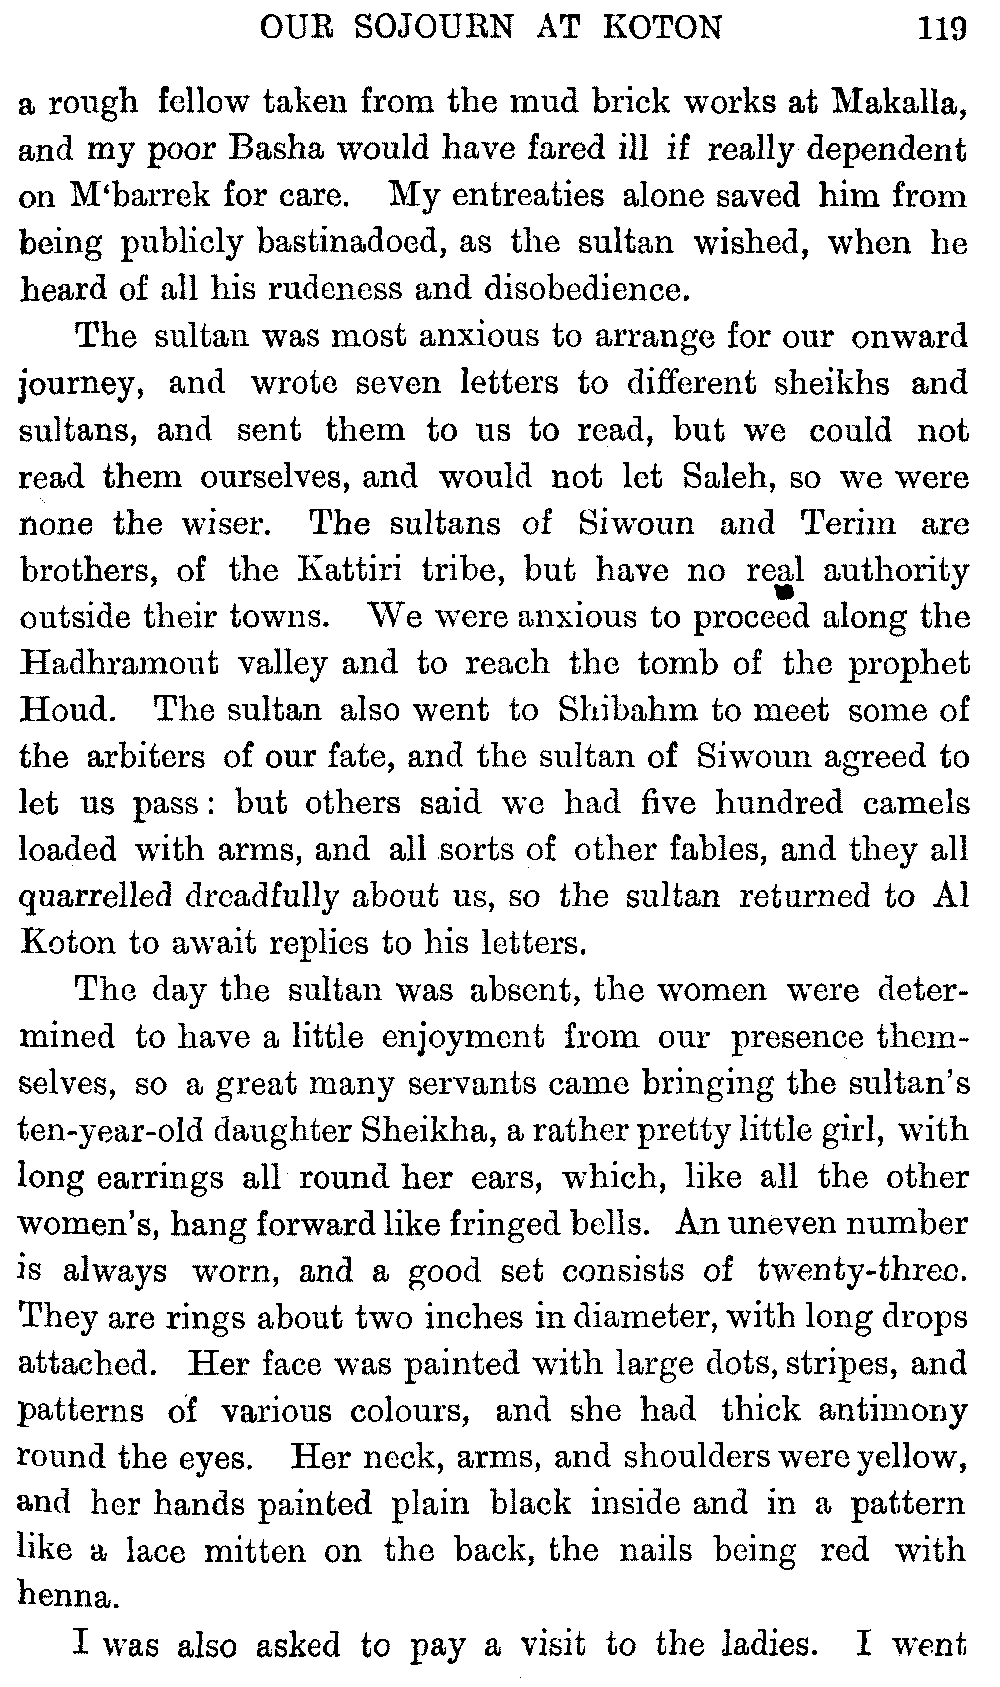 OUR SOJOURN AT KOTON 119
a rough fellow taken from the mud brick works at Makalla,
and my poor Basha would have fared ill if really dependent
on M‘barrek for care. My entreaties alone saved him from
being publicly bastinadoed, as the sultan wished, when he
heard of all his rudeness and disobedience.
The sultan was most anxious to arrange for our onward
journey, and wrote seven letters to different sheikhs and
sultans, and sent them to us to read, but we could not
read them ourselves, and would not let Saleh, so we were
none the wiser. The sultans of Siwoun and Terim are
brothers, of the Kattiri tribe, but have no real authority
outside their towns. We were anxious to proceed along the
Hadhramout valley and to reach the tomb of the prophet
Houd. The sultan also went to Shibahm to meet some of
the arbiters of our fate, and the sultan of Siwoun agreed to
let us pass: but others said we had five hundred camels
loaded with arms, and all sorts of other fables, and they all
quarrelled dreadfully about us, so the sultan returned to Al
Koton to await replies to his letters.
The day the sultan was absent, the women were deter-
mined to have a little enjoyment from our presence them-
selves, so a great many servants came bringing the sultan's
ten-year-old daughter Sheikha, a rather pretty little girl, with
long earrings all round her ears, which, like all the other
women's, hang forward like fringed bells. An uneven number
is always worn, and a good set consists of twenty-three.
They are rings about two inches in diameter, with long drops
attached. Her face was painted with large dots, stripes, and
patterns of various colours, and she had thick antimony
round the eyes. Her neck, arms, and shoulders were yellow,
and her hands painted plain black inside and in a pattern
like a lace mitten on the back, the nails being red with
henna.
I was also asked to pay a visit to the ladies. I went